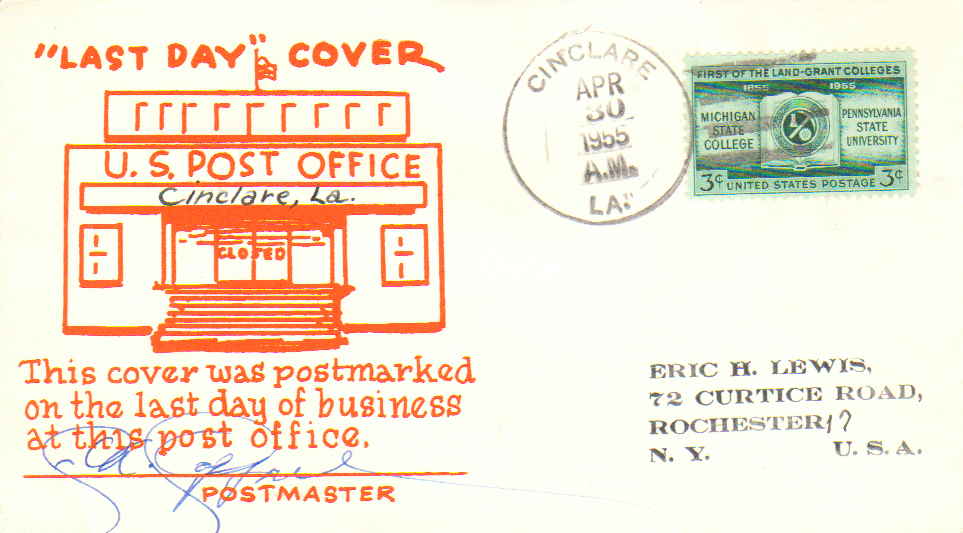 "LAST DAY" COVER
U.S. POST OFFICE
Cinclare, La.
CLOSED
This cover was postmarked
on the last day of business
at this post office.
POSTMASTER
CINCLARE
APR
30
1955
A.M.
LA.
FIRST OF THE LAND-GRANT COLLEGES
1855 1955
MICHIGAN
STATE
COLLEGE
PENNSYLVANIA
STATE
UNIVERSITY
3¢ UNITED STATES POSTAGE 3¢
ERIC H. LEWIS,
72 CURTICE ROAD,
ROCHESTER 17
N. Y. U. S. A.